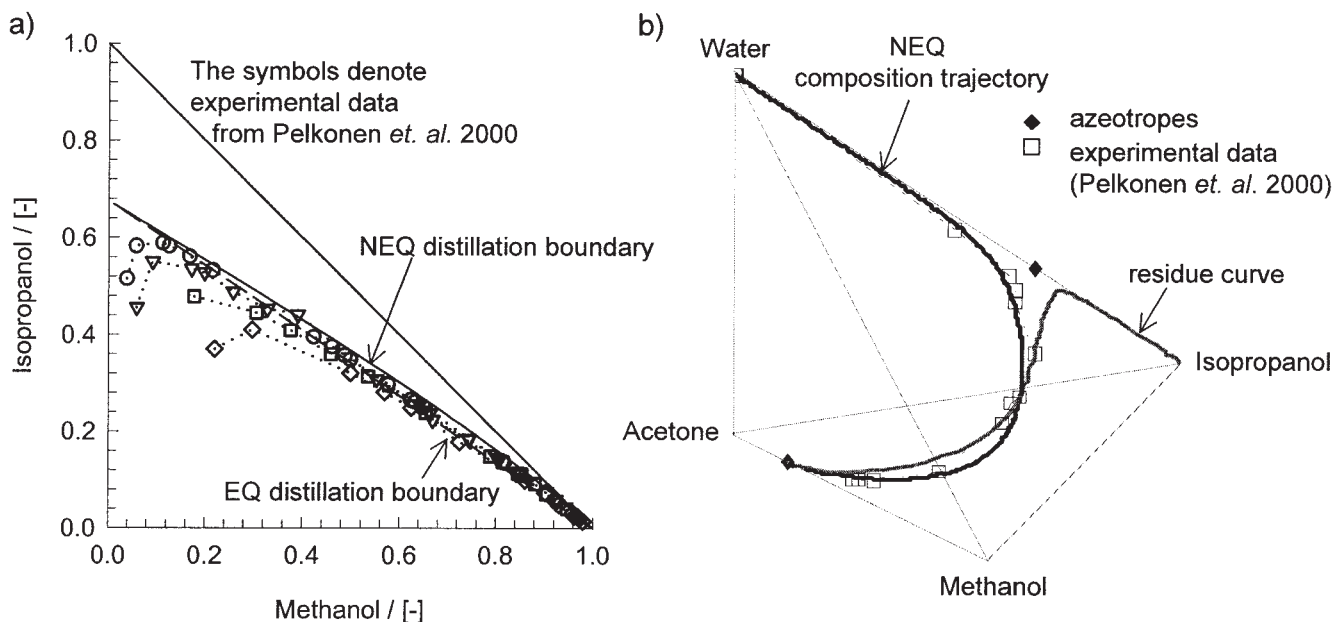 a)
1.0
0.8
0.6
0.4
0.2
0.0
Isopropanol / [-]
The symbols denote
experimental data
from Pelkonen et. al. 2000
NEQ distillation boundary
EQ distillation boundary
0.0 0.2 0.4 0.6 0.8 1.0
Methanol / [-]
b)
Water
NEQ
composition trajectory
azeotropes
experimental data
(Pelkonen et. al. 2000)
residue curve
Isopropanol
Acetone
Methanol